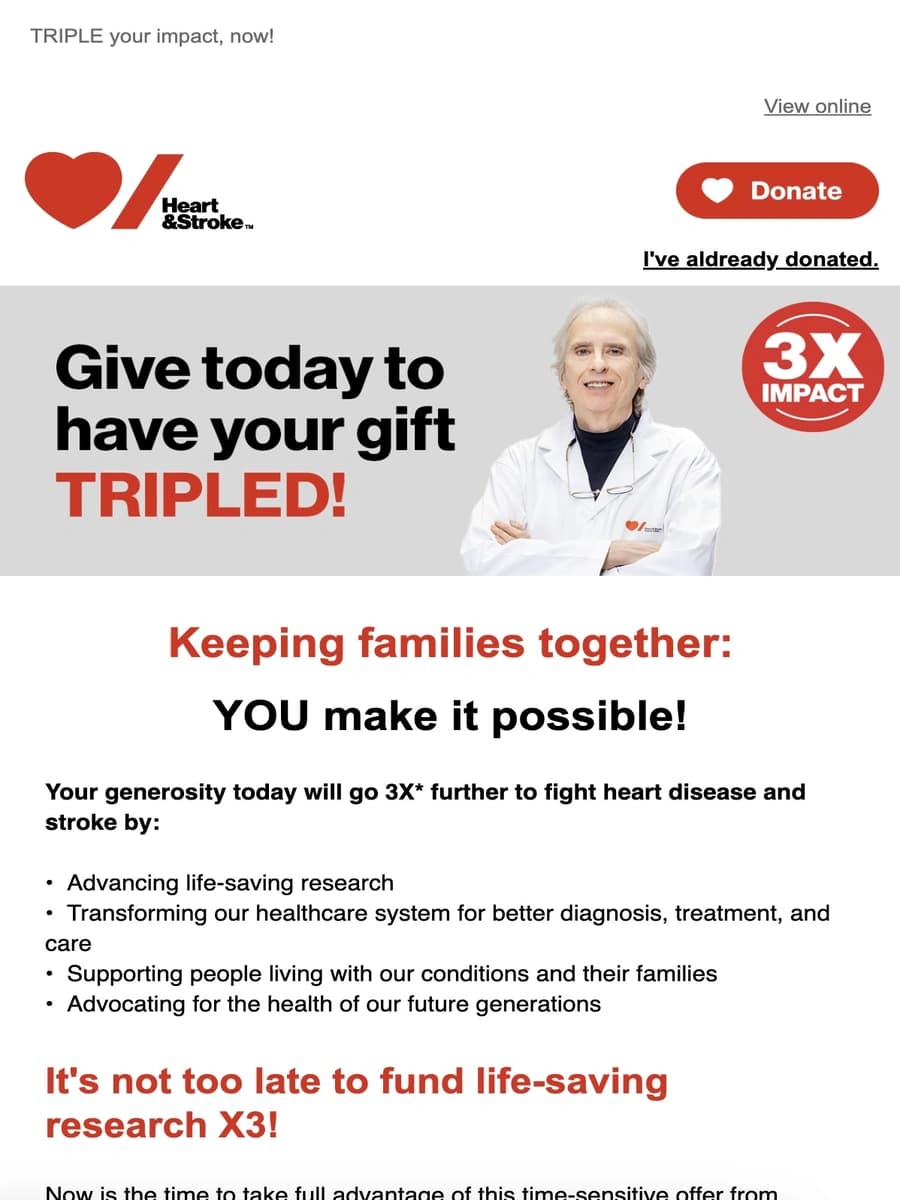 TRIPLE your impact, now!
View online
Heart
&Stroke™
Donate
I've aldready donated.
Give today to
have your gift
TRIPLED!
3X
IMPACT
Keeping families together:
YOU make it possible!
Your generosity today will go 3X* further to fight heart disease and
stroke by:
• Advancing life-saving research
• Transforming our healthcare system for better diagnosis, treatment, and
care
• Supporting people living with our conditions and their families
• Advocating for the health of our future generations
It's not too late to fund life-saving
research X3!
Now is the time to take full advantage of this time-sensitive offer from